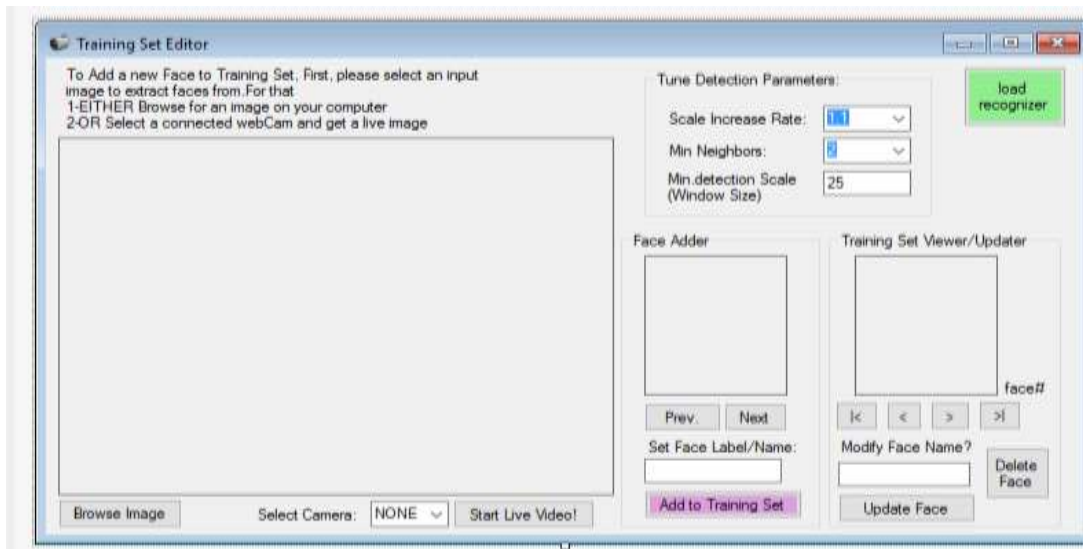 Training Set Editor
To Add a new Face to Training Set, First, please select an input
image to extract faces from.For that
1-EITHER Browse for an image on your computer
2-OR Select a connected webCam and get a live image
Tune Detection Parameters:
Scale Increase Rate: 1.1
Min Neighbors: 2
Min.detection Scale
(Window Size) 25
load
recognizer
Face Adder
Training Set Viewer/Updater
face#
Prev. Next
|< < > >|
Set Face Label/Name:
Modify Face Name?
Delete
Face
Add to Training Set
Update Face
Browse Image Select Camera: NONE Start Live Video!